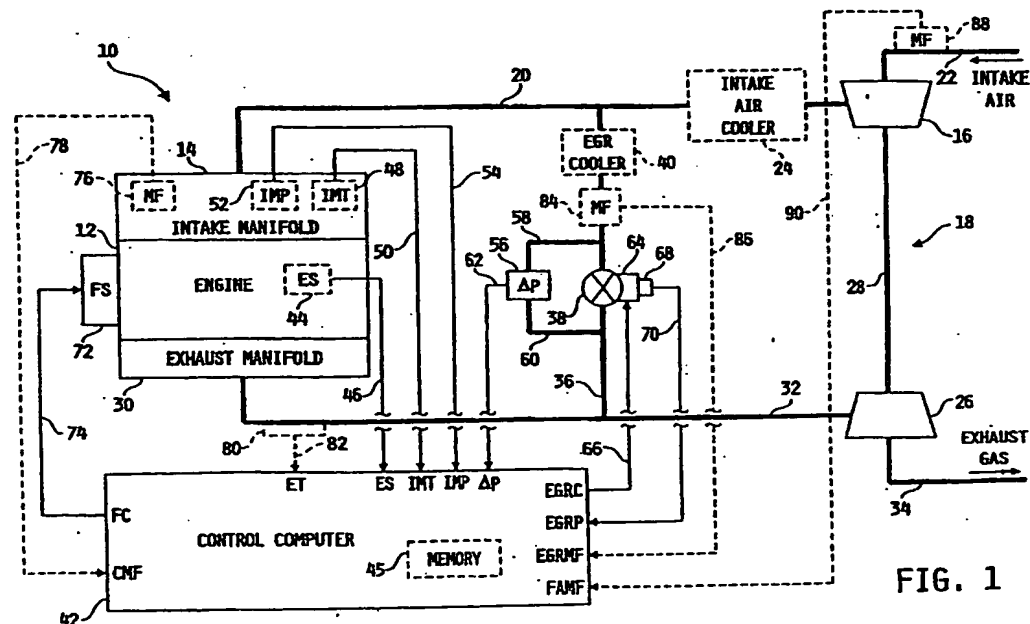 10
20
22
88
MF
INTAKE
AIR
INTAKE
AIR
COOLER
24
16
EGR
COOLER
40
78
14
76
MF
52
IMP
IMT
48
54
84
MF
90
18
INTAKE MANIFOLD
12
50
58
56
64
68
86
28
62
ΔP
ENGINE
ES
44
FS
38
70
72
60
EXHAUST MANIFOLD
30
46
36
32
26
74
80
82
66
EXHAUST
GAS
34
ET
ES
IMT
IMP
ΔP
EGRC
FC
EGRP
CONTROL COMPUTER
45
MEMORY
EGRMF
CMF
FAMF
42
FIG. 1